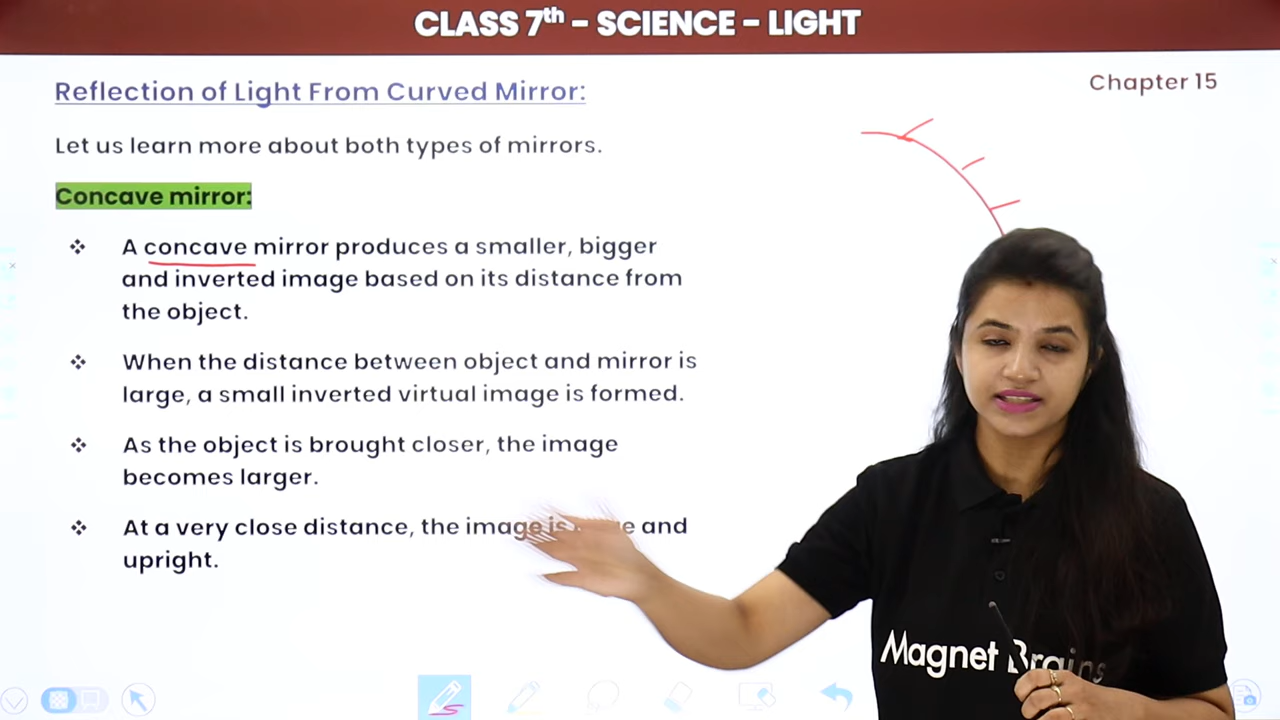 CLASS 7th - SCIENCE - LIGHT
Reflection of Light From Curved Mirror:
Chapter 15
Let us learn more about both types of mirrors.
Concave mirror:
❖ A concave mirror produces a smaller, bigger
and inverted image based on its distance from
the object.
❖ When the distance between object and mirror is
large, a small inverted virtual image is formed.
❖ As the object is brought closer, the image
becomes larger.
❖ At a very close distance, the image is and
upright.
Magnet Brains